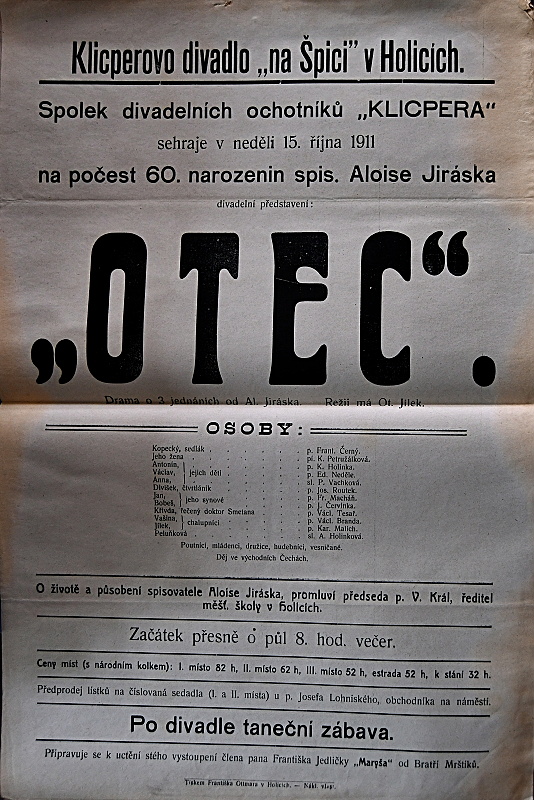 Klicperovo divadlo „na Špici" v Holicích.
Spolek divadelních ochotníků „KLICPERA"
sehraje v neděli 15. října 1911
na počest 60. narozenin spis. Aloise Jiráska
divadelní představení:
„OTEC".
Drama o 3 jednáních od Al. Jiráska. Režii má Ot. Jílek.
OSOBY:
Kopecký, sedlák . . . . . p. Frant. Černý.
Jeho žena . . . . . pí. K. Petružálková.
Antonín, . . . . . p. K. Holinka.
Václav, } jejich děti . . . . . p. Ed. Neděle.
Anna, . . . . . sl. P. Vachková.
Divíšek, čtvrtláník . . . . . p. Jos. Routek.
Jan, } jeho synové . . . . . p. Fr. Machás.
Bobeš, . . . . . p. J. Červinka.
Křivda, řečený doktor Smetana . . . . . p. Václ. Tesař.
Vašina, } chalupníci . . . . . p. Václ. Branda.
Jílek, . . . . . p. Kar. Malich.
Peluňková . . . . . sl. A. Holinková.
Poutníci, mládenci, družice, hudebníci, vesničané.
Děj ve východních Čechách.
O životě a působení spisovatele Aloise Jiráska, promluví předseda p. V. Král, ředitel
měšť. školy v Holicích.
Začátek přesně o půl 8. hod. večer.
Ceny míst (s národním kolkem): I. místo 82 h, II. místo 62 h, III. místo 52 h, estrada 52 h, k stání 32 h.
Předprodej lístků na číslovaná sedadla (I. a II. místa) u p. Josefa Lohniského, obchodníka na náměstí.
Po divadle taneční zábava.
Připravuje se k uctění stého vystoupení člena pana Františka Jedličky „Maryša" od Bratří Mrštíků.
Tiskem Františka Ottmara v Holicích. — Nákl. vlast.